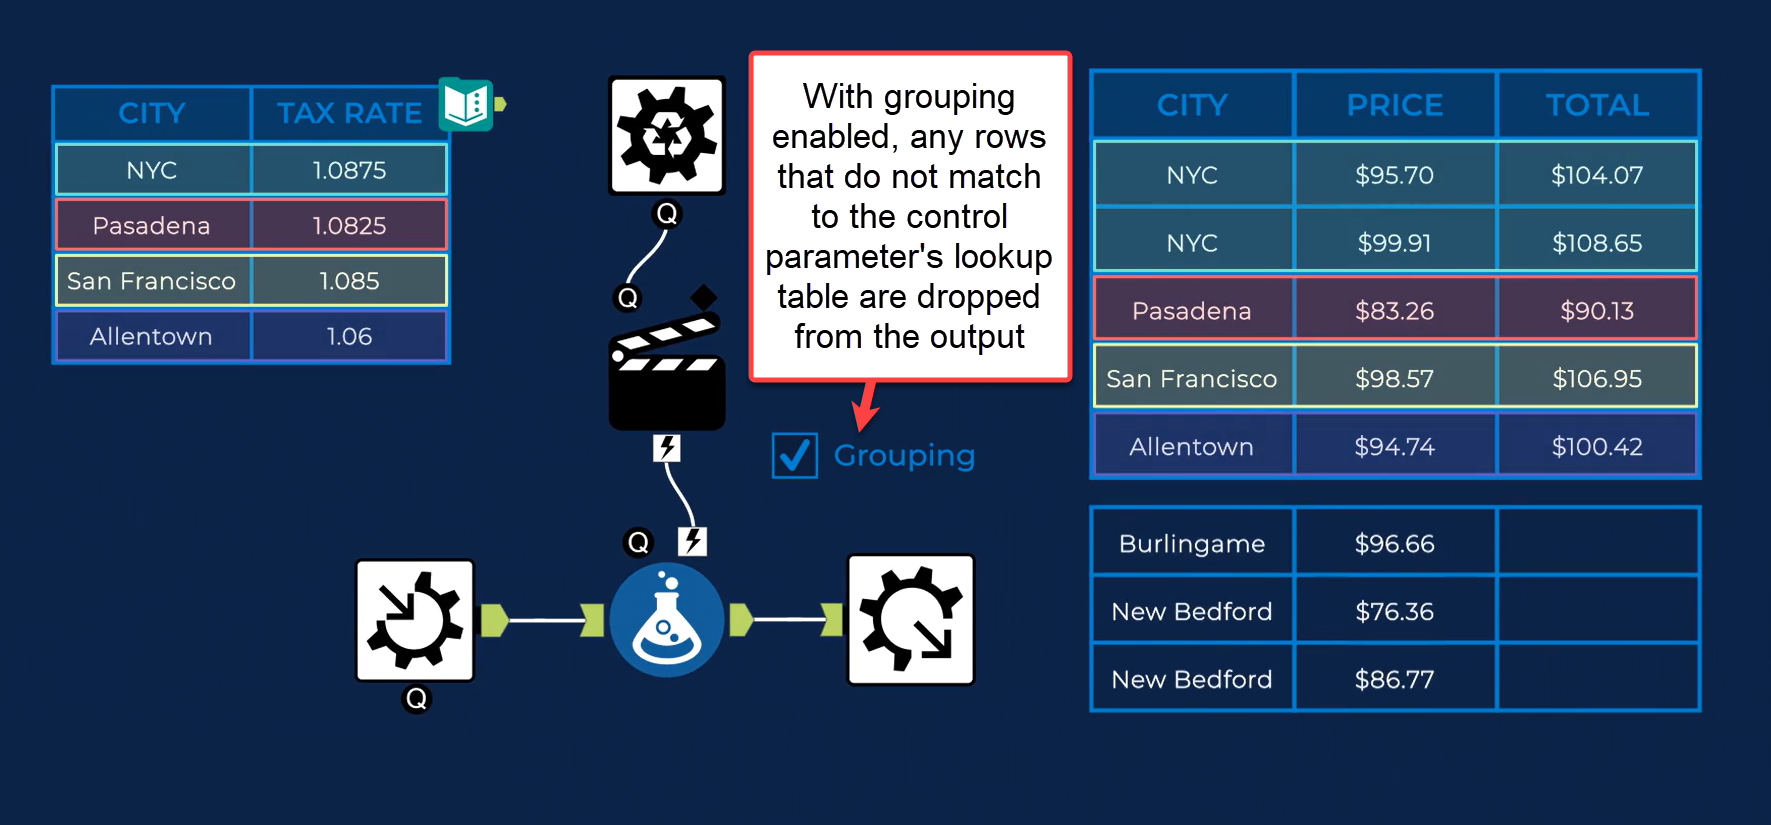 CITY TAX RATE
NYC 1.0875
Pasadena 1.0825
San Francisco 1.085
Allentown 1.06
Q
Q
With grouping
enabled, any rows
that do not match
to the control
parameter's lookup
table are dropped
from the output
Grouping
Q
Q
CITY PRICE TOTAL
NYC $95.70 $104.07
NYC $99.91 $108.65
Pasadena $83.26 $90.13
San Francisco $98.57 $106.95
Allentown $94.74 $100.42
Burlingame $96.66
New Bedford $76.36
New Bedford $86.77